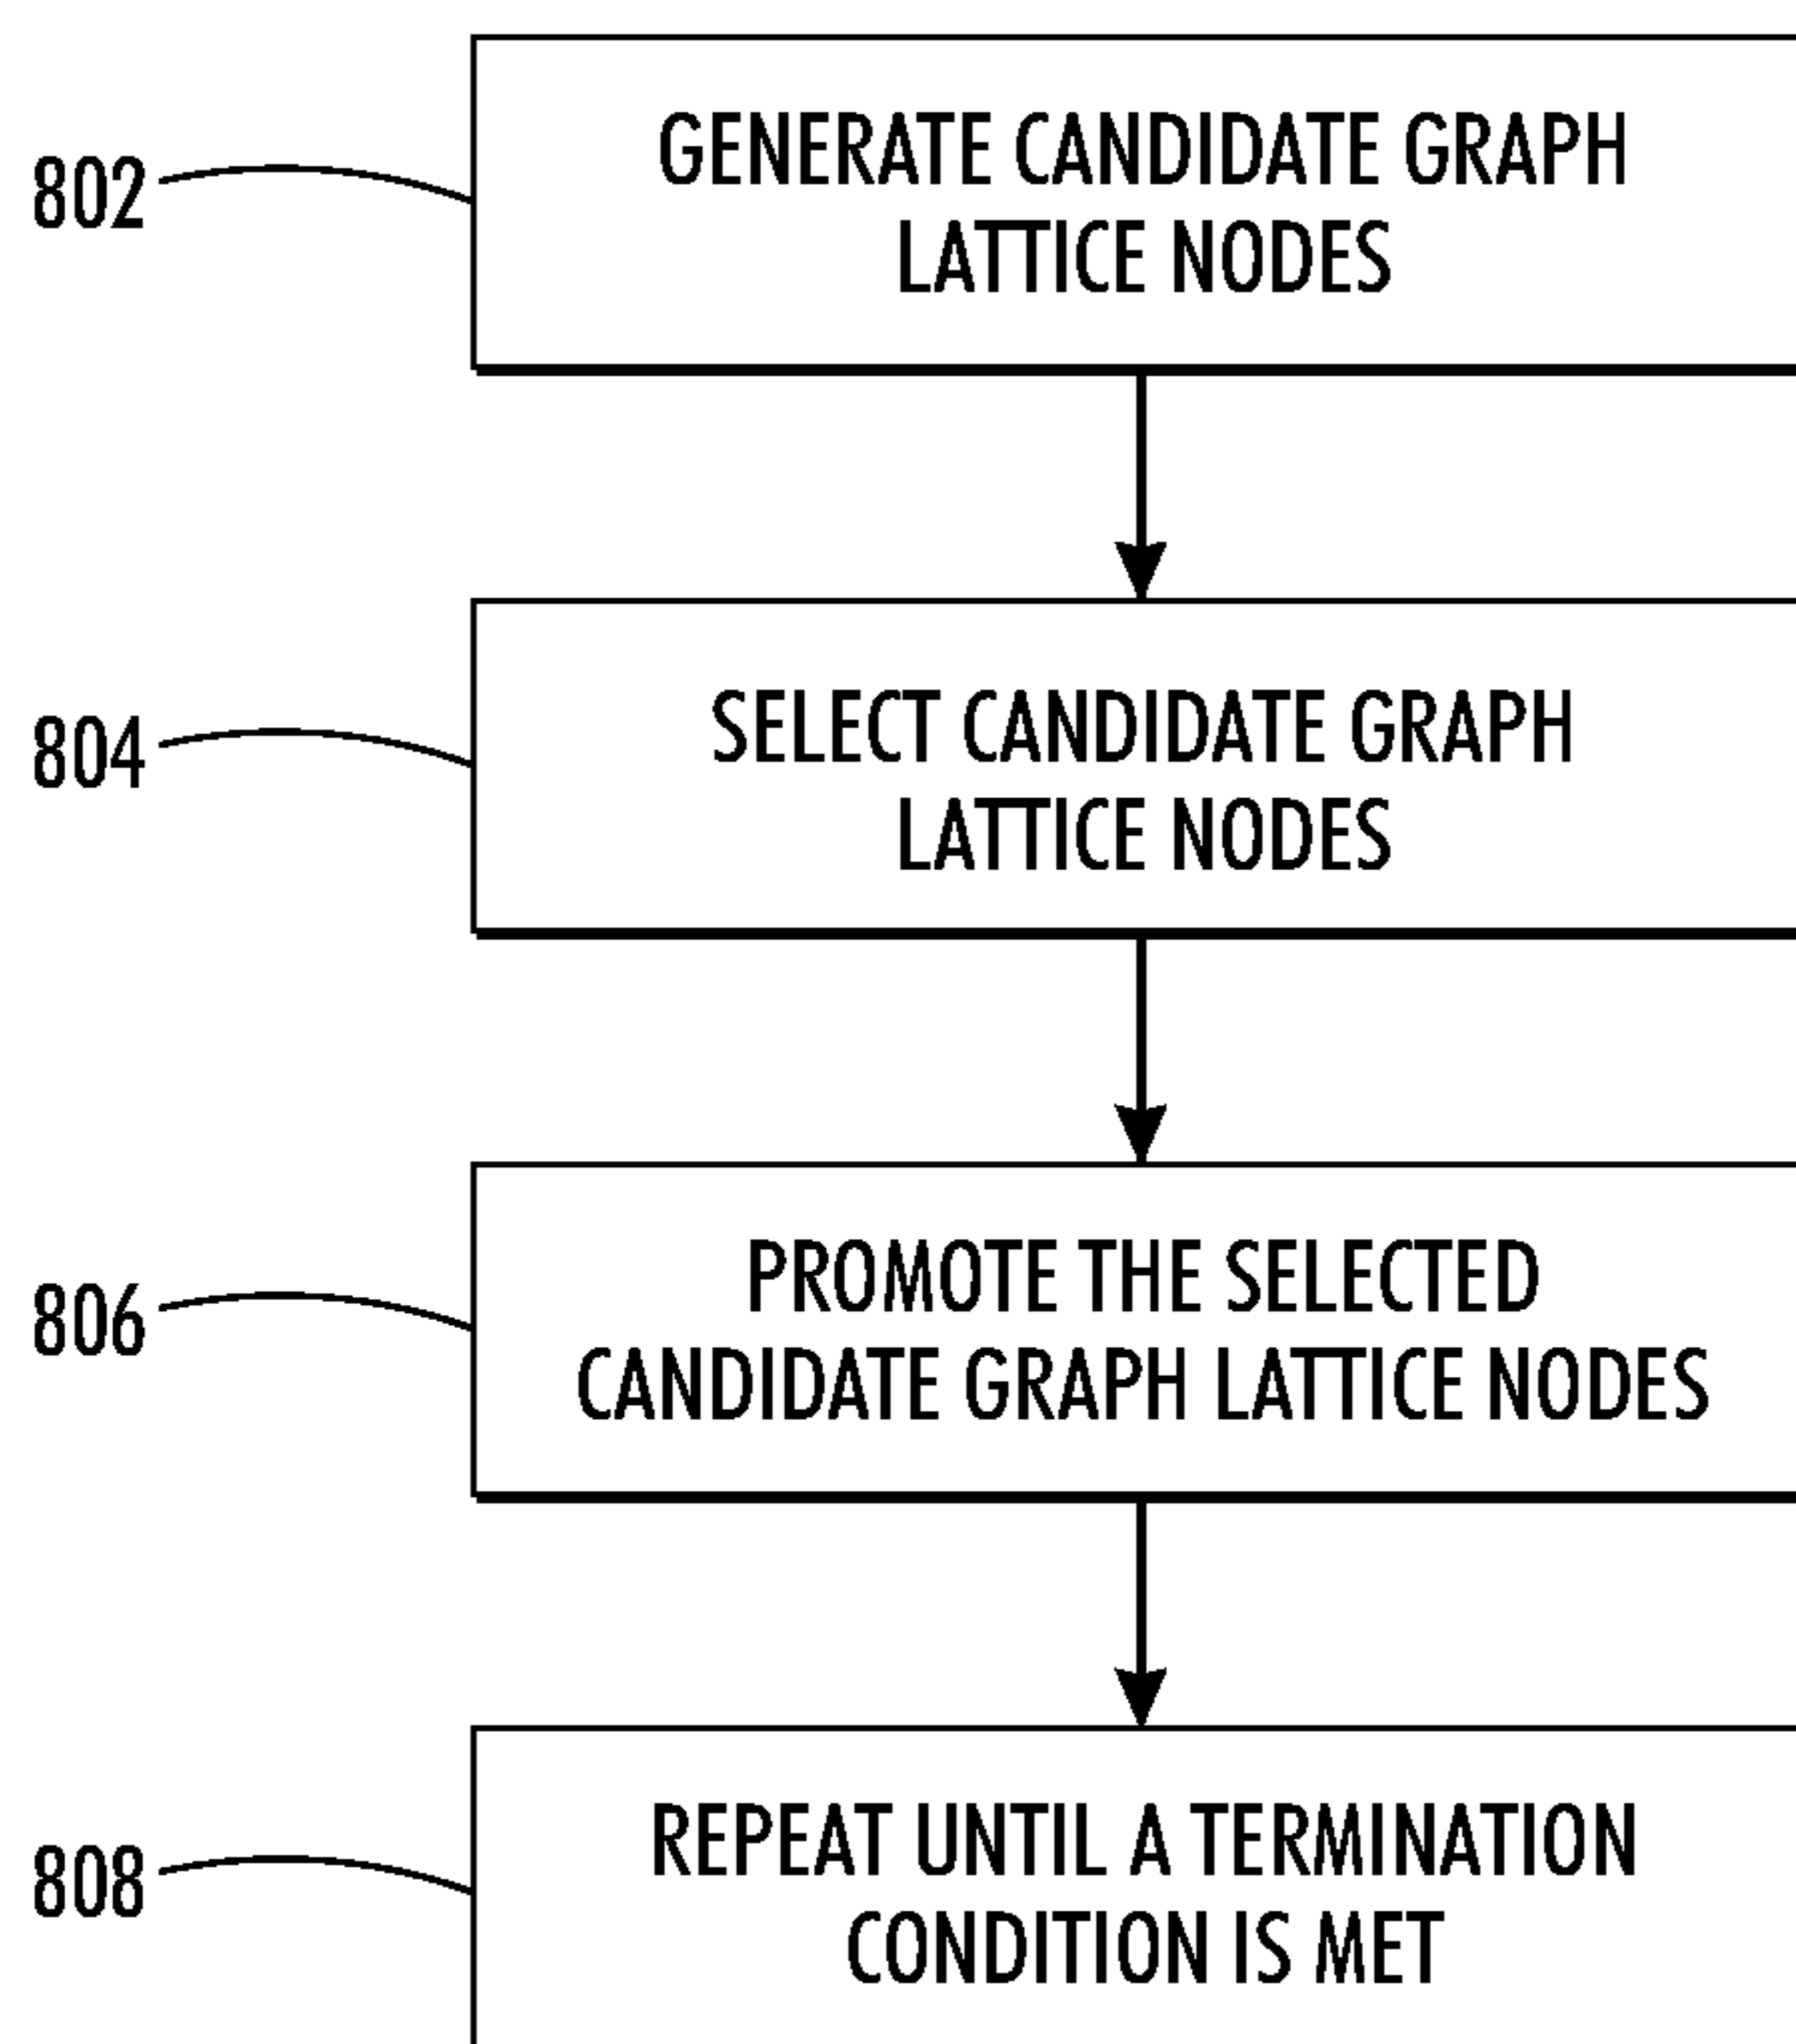 802
GENERATE CANDIDATE GRAPH
LATTICE NODES
804
SELECT CANDIDATE GRAPH
LATTICE NODES
806
PROMOTE THE SELECTED
CANDIDATE GRAPH LATTICE NODES
808
REPEAT UNTIL A TERMINATION
CONDITION IS MET